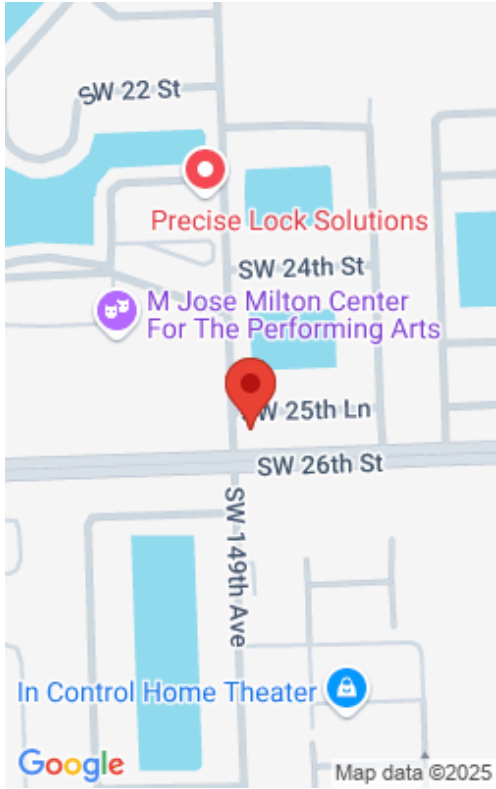 SW 22 St
Precise Lock Solutions
SW 24th St
M Jose Milton Center
For The Performing Arts
SW 25th Ln
SW 26th St
SW 149th Ave
In Control Home Theater
Google
Map data ©2025